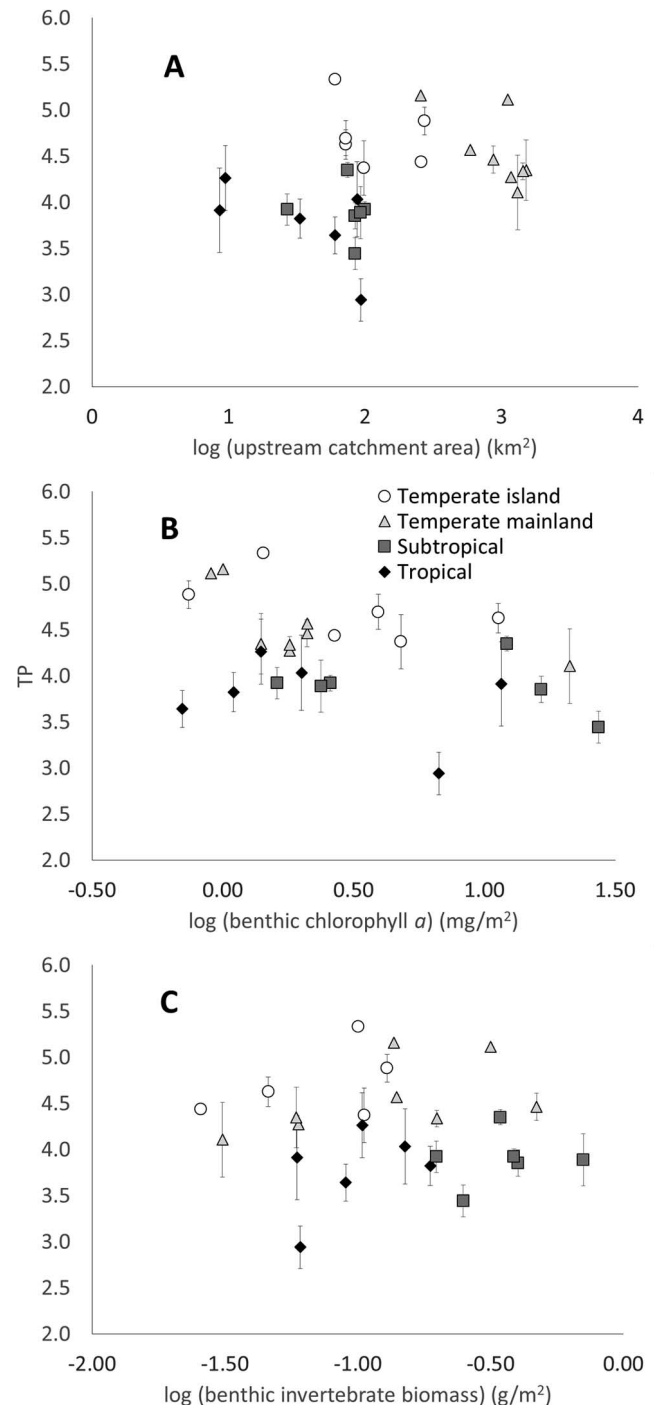 6.0
A
5.5
5.0
4.5
4.0
3.5
3.0
2.5
2.0
0 1 2 3 4
log (upstream catchment area) (km²)
6.0
B
Temperate island
Temperate mainland
Subtropical
Tropical
5.5
5.0
4.5
4.0
TP
3.5
3.0
2.5
2.0
-0.50 0.00 0.50 1.00 1.50
log (benthic chlorophyll a) (mg/m²)
6.0
C
5.5
5.0
4.5
4.0
3.5
3.0
2.5
2.0
-2.00 -1.50 -1.00 -0.50 0.00
log (benthic invertebrate biomass) (g/m²)